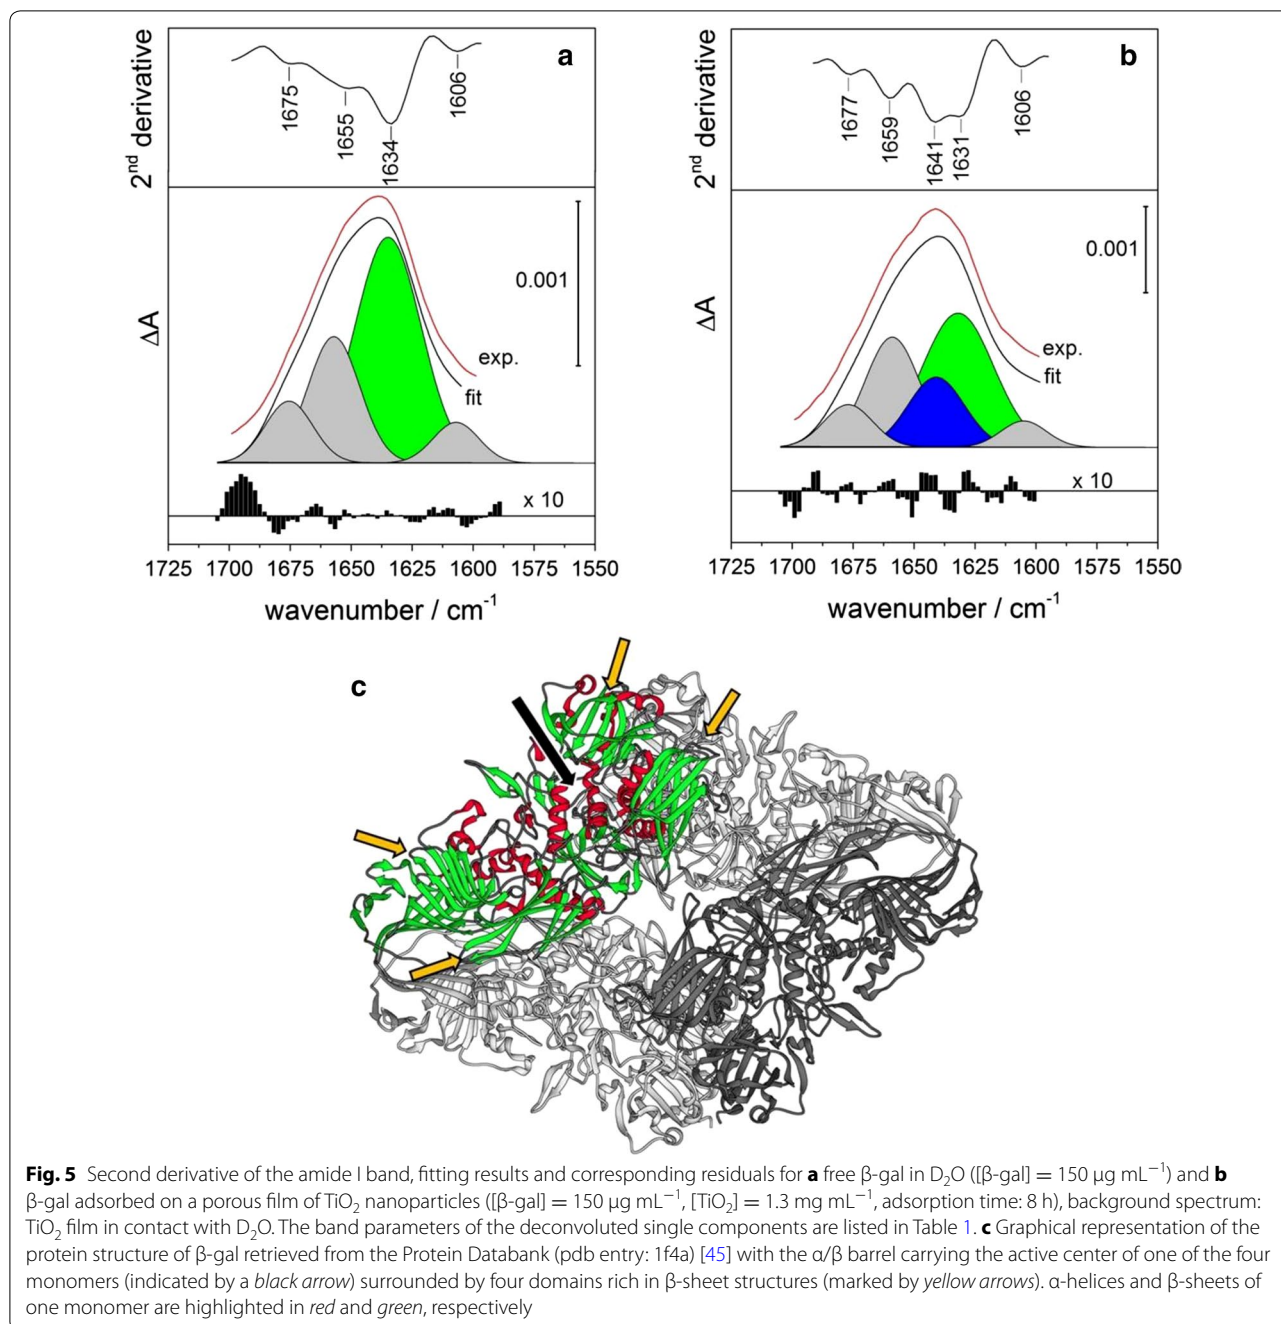 a
2nd derivative
1675
1655
1634
1606
ΔA
0.001
exp.
fit
x 10
1725 1700 1675 1650 1625 1600 1575 1550
wavenumber / cm-1
b
2nd derivative
1677
1659
1641
1631
1606
ΔA
0.001
exp.
fit
x 10
1725 1700 1675 1650 1625 1600 1575 1550
wavenumber / cm-1
c
Fig. 5 Second derivative of the amide I band, fitting results and corresponding residuals for a free β-gal in D2O ([β-gal] = 150 μg mL−1) and b
β-gal adsorbed on a porous film of TiO2 nanoparticles ([β-gal] = 150 μg mL−1, [TiO2] = 1.3 mg mL−1, adsorption time: 8 h), background spectrum:
TiO2 film in contact with D2O. The band parameters of the deconvoluted single components are listed in Table 1. c Graphical representation of the
protein structure of β-gal retrieved from the Protein Databank (pdb entry: 1f4a) [45] with the α/β barrel carrying the active center of one of the four
monomers (indicated by a black arrow) surrounded by four domains rich in β-sheet structures (marked by yellow arrows). α-helices and β-sheets of
one monomer are highlighted in red and green, respectively